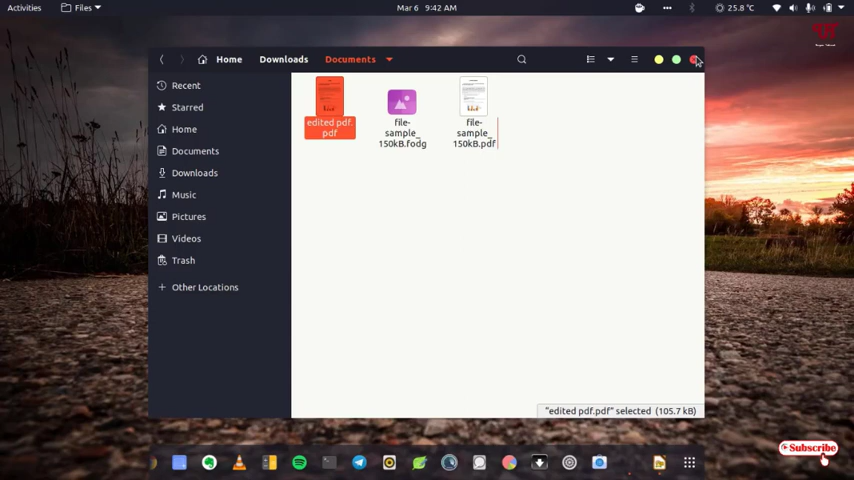 Activities
Files
Mar 6 9:42 AM
25.8 °C
Home
Downloads
Documents
Recent
Starred
Home
Documents
Downloads
Music
Pictures
Videos
Trash
+ Other Locations
edited pdf.
pdf
file-
sample_
150kB.fodg
file-
sample_
150kB.pdf
"edited pdf.pdf" selected (105.7 kB)
Subscribe